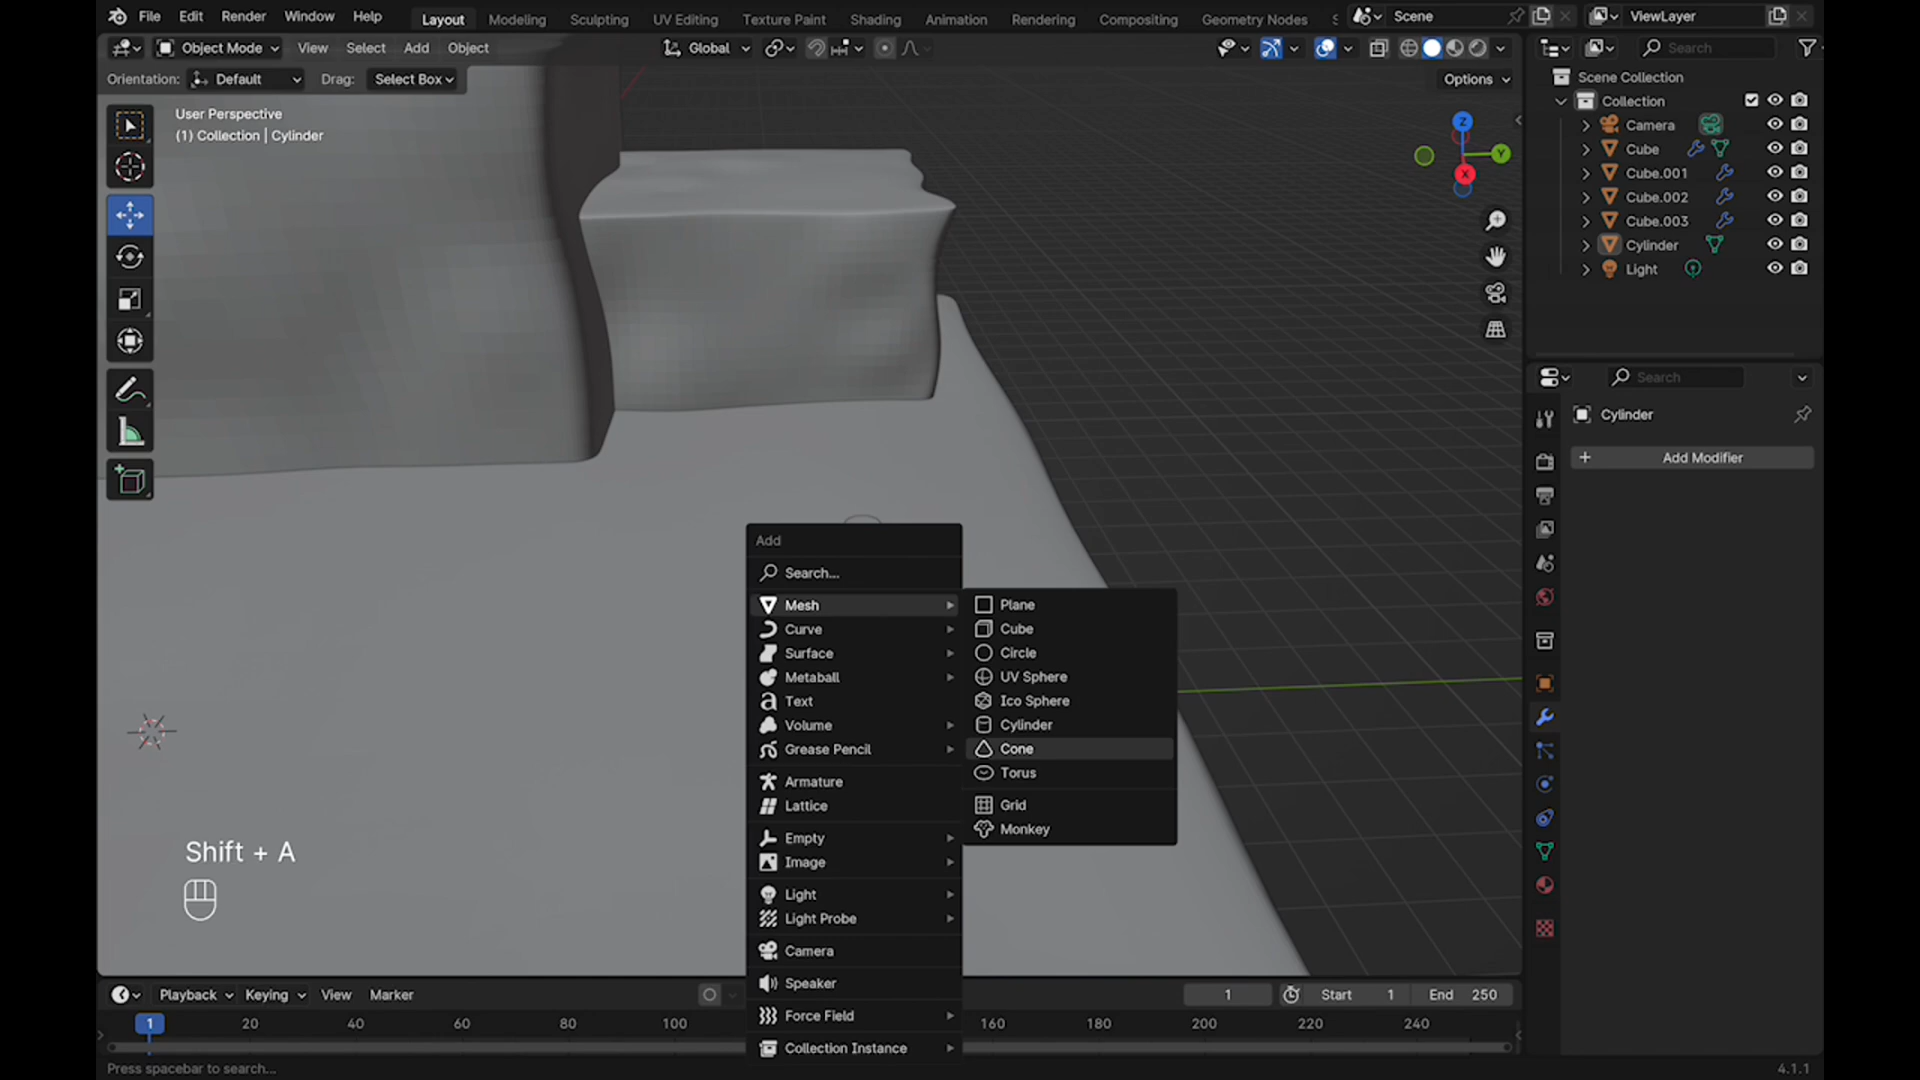 File Edit Render Window Help Layout Modeling Sculpting UV Editing Texture Paint Shading Animation Rendering Compositing Geometry Nodes S Scene ViewLayer
Object Mode View Select Add Object Global Search
Orientation: Default Drag: Select Box Options
User Perspective
(1) Collection | Cylinder
Z
Y
X
Scene Collection
Collection
Camera
Cube
Cube.001
Cube.002
Cube.003
Cylinder
Light
Search
Cylinder
+ Add Modifier
Add
Search...
Mesh
Curve
Surface
Metaball
Text
Volume
Grease Pencil
Armature
Lattice
Empty
Image
Light
Light Probe
Camera
Speaker
Force Field
Collection Instance
Plane
Cube
Circle
UV Sphere
Ico Sphere
Cylinder
Cone
Torus
Grid
Monkey
Shift + A
Playback Keying View Marker 1 Start 1 End 250
1 20 40 60 80 100 160 180 200 220 240
Press spacebar to search... 4.1.1